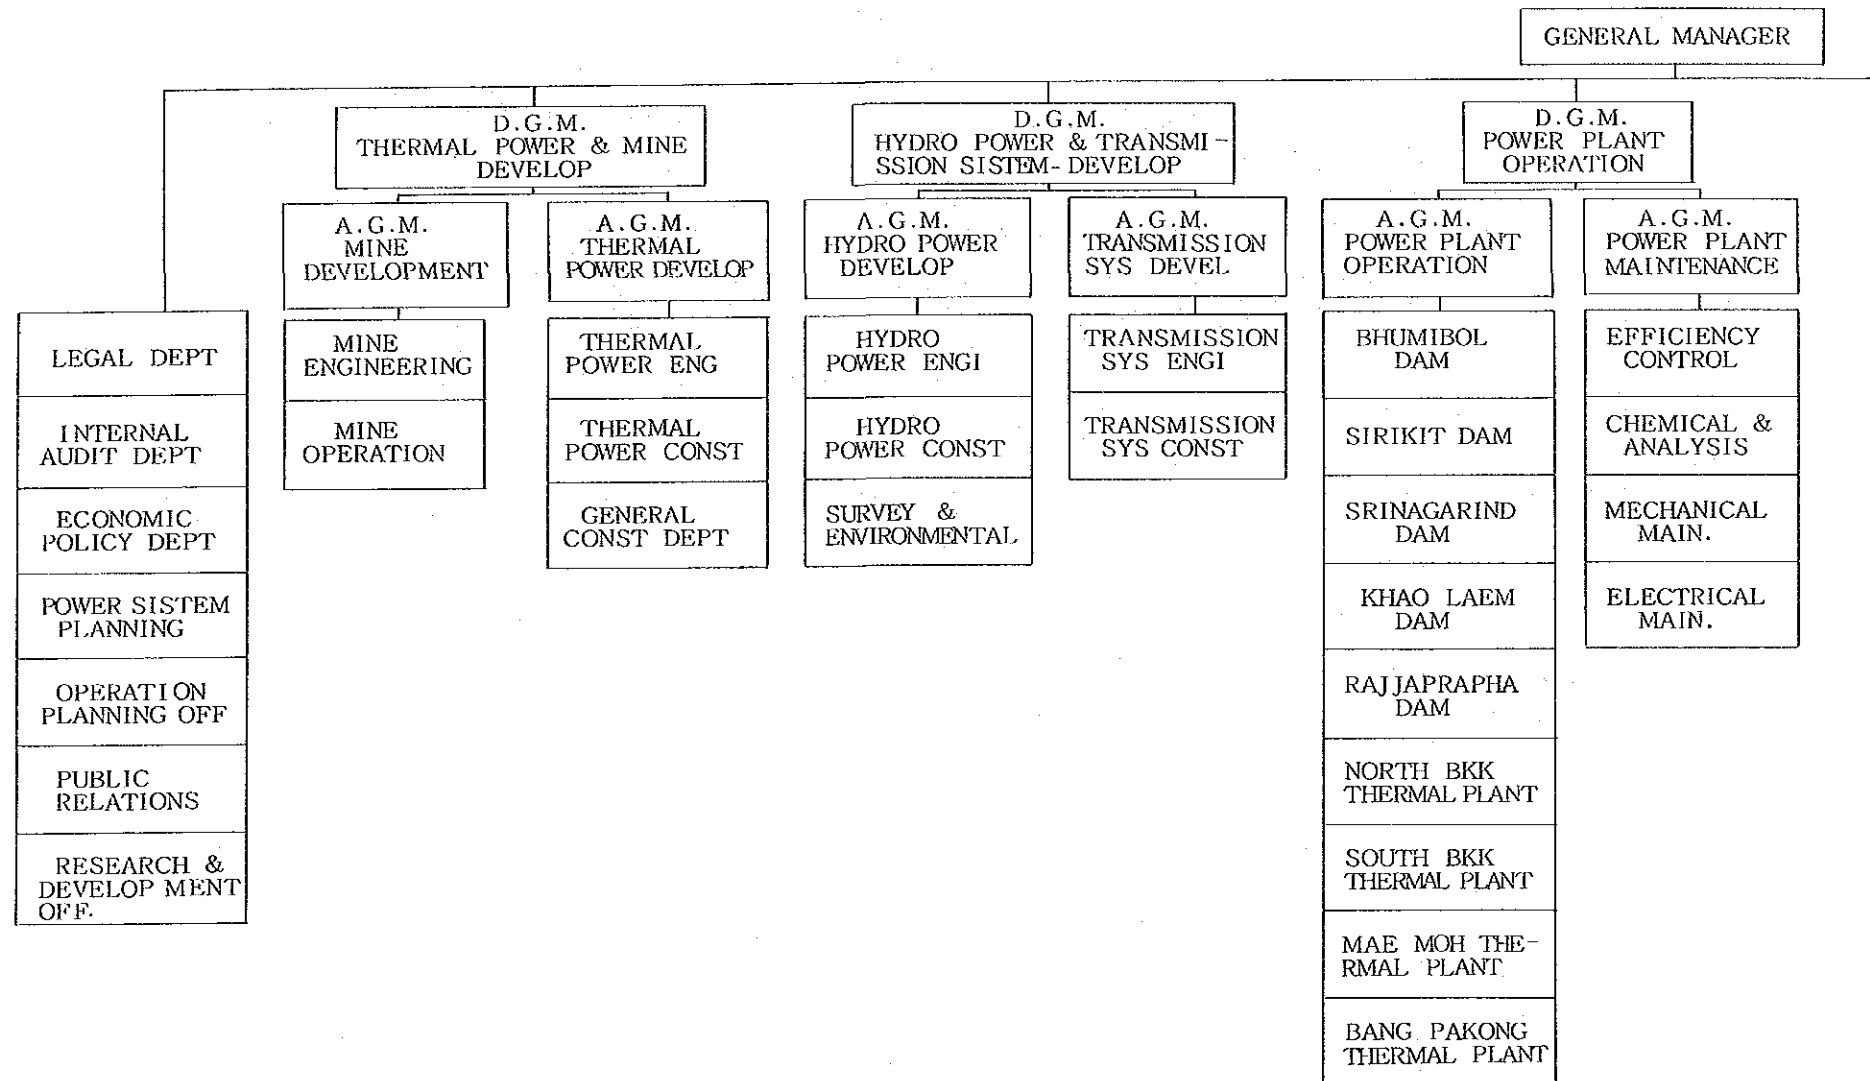 GENERAL MANAGER
D.G.M.
THERMAL POWER & MINE
DEVELOP
D.G.M.
HYDRO POWER & TRANSMI-
SSION SISTEM-DEVELOP
D.G.M.
POWER PLANT
OPERATION
A.G.M.
MINE
DEVELOPMENT
A.G.M.
THERMAL
POWER DEVELOP
A.G.M.
HYDRO POWER
DEVELOP
A.G.M.
TRANSMISSION
SYS DEVEL
A.G.M.
POWER PLANT
OPERATION
A.G.M.
POWER PLANT
MAINTENANCE
LEGAL DEPT
INTERNAL
AUDIT DEPT
ECONOMIC
POLICY DEPT
POWER SISTEM
PLANNING
OPERATION
PLANNING OFF
PUBLIC
RELATIONS
RESEARCH &
DEVELOP MENT
OFF.
MINE
ENGINEERING
MINE
OPERATION
THERMAL
POWER ENG
THERMAL
POWER CONST
GENERAL
CONST DEPT
HYDRO
POWER ENGI
HYDRO
POWER CONST
SURVEY &
ENVIRONMENTAL
TRANSMISSION
SYS ENGI
TRANSMISSION
SYS CONST
BHUMIBOL
DAM
SIRIKIT DAM
SRINAGARIND
DAM
KHAO LAEM
DAM
RAJJAPRAPHA
DAM
NORTH BKK
THERMAL PLANT
SOUTH BKK
THERMAL PLANT
MAE MOH THE-
RMAL PLANT
BANG PAKONG
THERMAL PLANT
EFFICIENCY
CONTROL
CHEMICAL &
ANALYSIS
MECHANICAL
MAIN.
ELECTRICAL
MAIN.